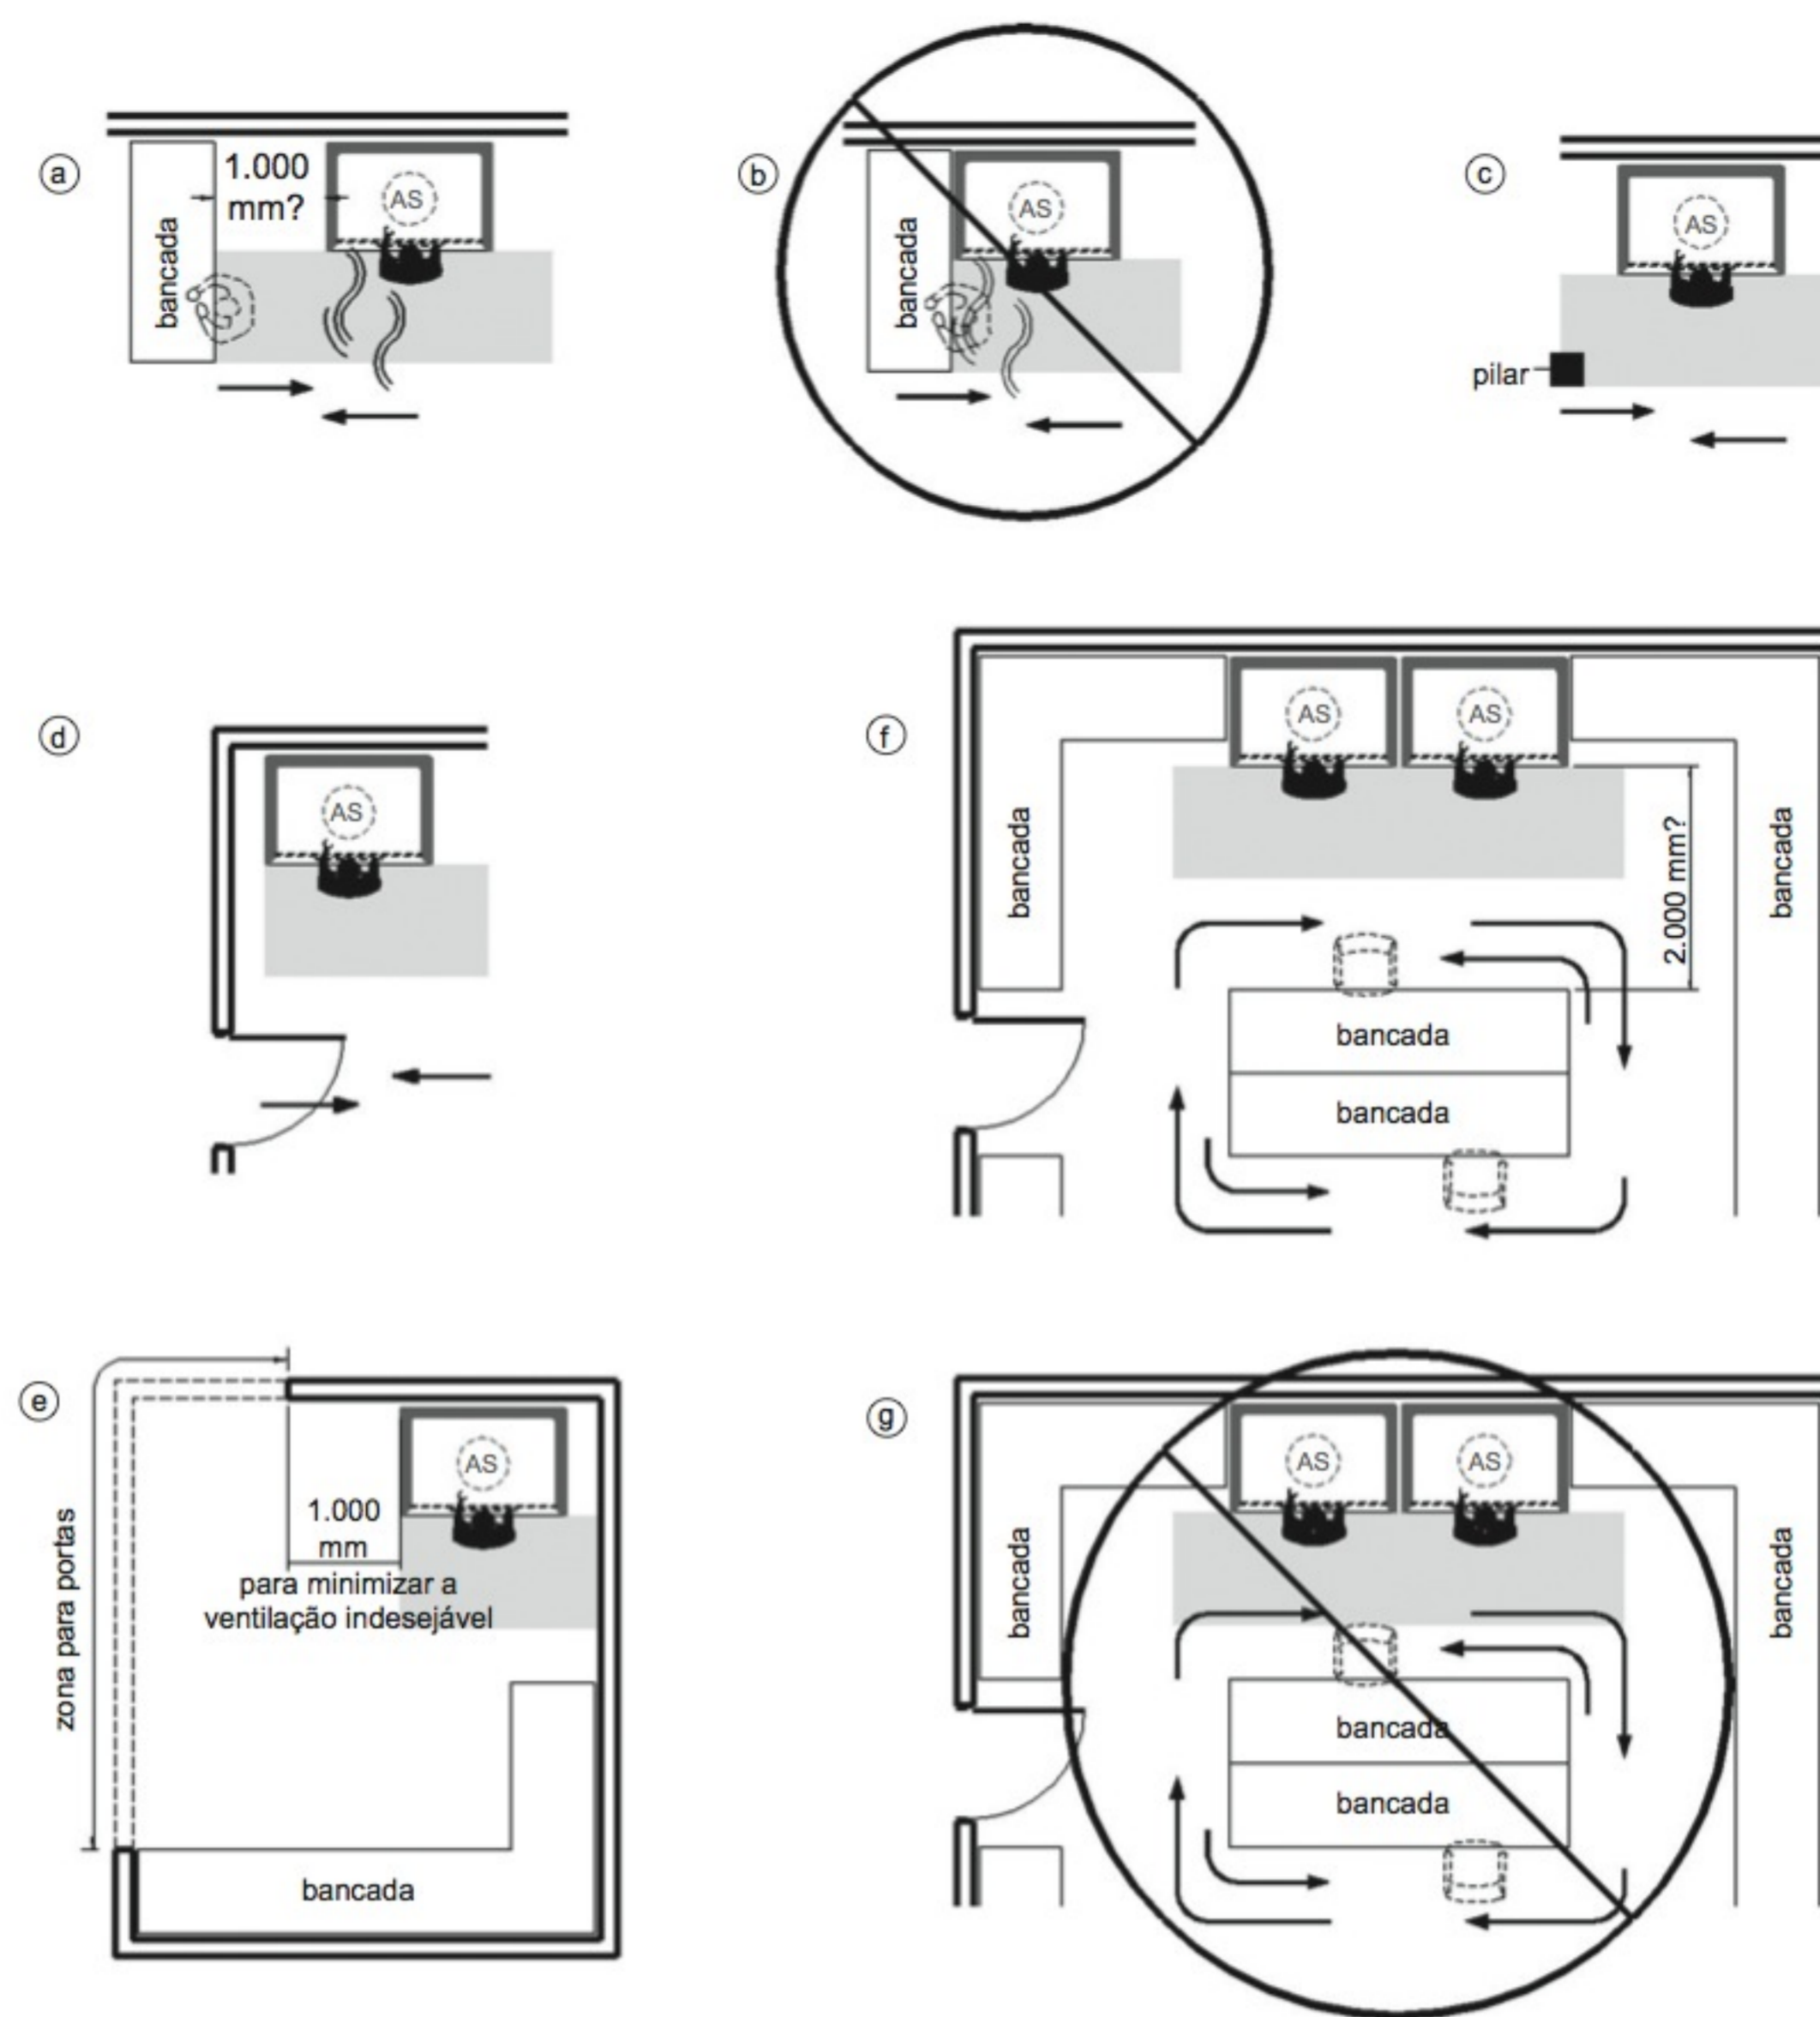 a
1.000
mm?
AS
bancada
b
AS
bancada
c
AS
pilar
d
AS
f
AS
AS
bancada
2.000 mm?
bancada
bancada
bancada
e
AS
1.000
mm
para minimizar a
ventilação indesejável
zona para portas
bancada
g
AS
AS
bancada
bancada
bancada
bancada